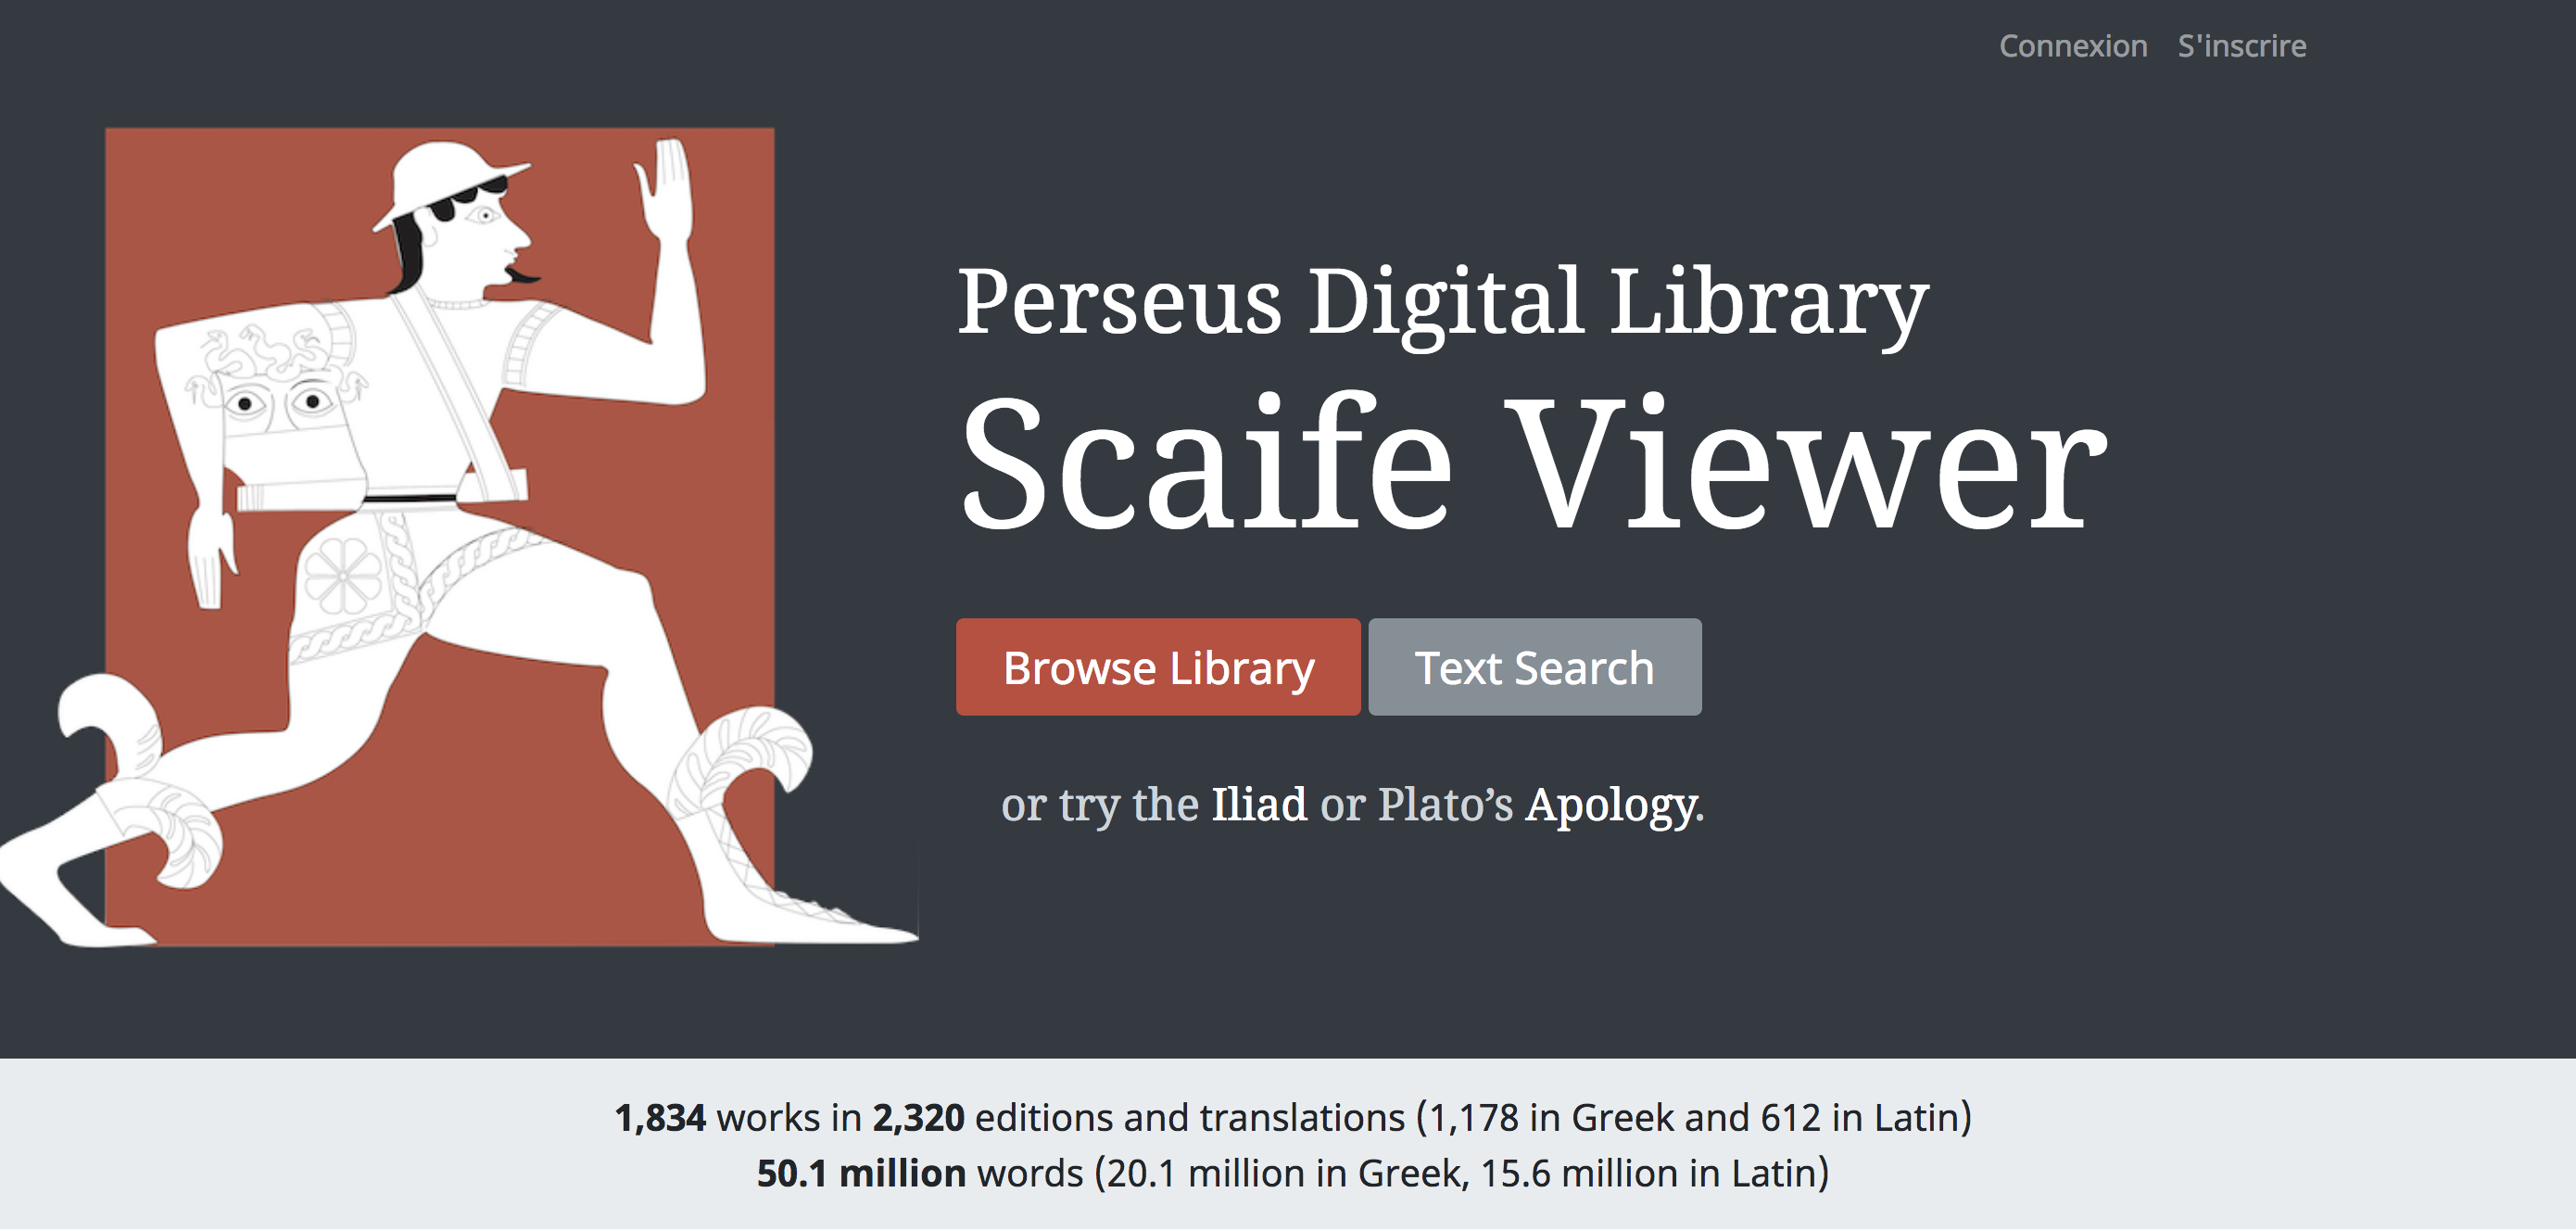 Connexion S'inscrire
Perseus Digital Library
Scaife Viewer
Browse Library Text Search
or try the Iliad or Plato’s Apology.
1,834 works in 2,320 editions and translations (1,178 in Greek and 612 in Latin)
50.1 million words (20.1 million in Greek, 15.6 million in Latin)